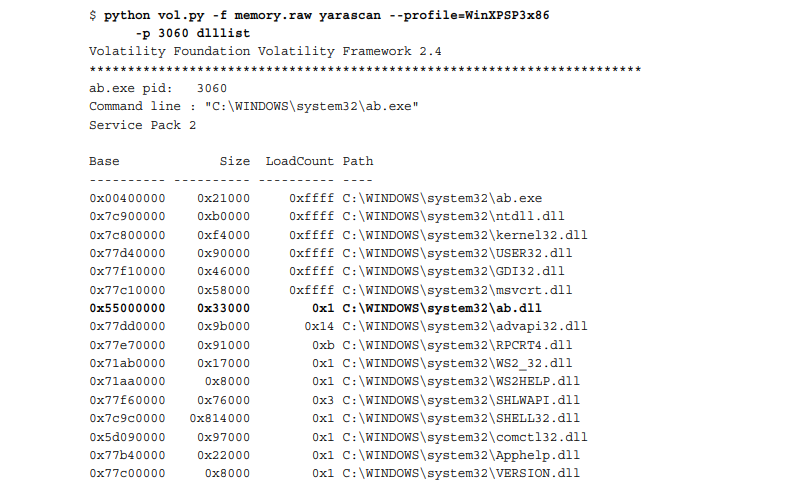 $ python vol.py -f memory.raw yarascan --profile=WinXPSP3x86
-p 3060 dlllist
Volatility Foundation Volatility Framework 2.4
************************************************************************
ab.exe pid:   3060
Command line : "C:\WINDOWS\system32\ab.exe"
Service Pack 2
Base             Size  LoadCount Path
---------- ---------- ---------- ----
0x00400000    0x21000     0xffff C:\WINDOWS\system32\ab.exe
0x7c900000    0xb0000     0xffff C:\WINDOWS\system32\ntdll.dll
0x7c800000    0xf4000     0xffff C:\WINDOWS\system32\kernel32.dll
0x77d40000    0x90000     0xffff C:\WINDOWS\system32\USER32.dll
0x77f10000    0x46000     0xffff C:\WINDOWS\system32\GDI32.dll
0x77c10000    0x58000     0xffff C:\WINDOWS\system32\msvcrt.dll
0x55000000    0x33000        0x1 C:\WINDOWS\system32\ab.dll
0x77dd0000    0x9b000       0x14 C:\WINDOWS\system32\advapi32.dll
0x77e70000    0x91000        0xb C:\WINDOWS\system32\RPCRT4.dll
0x71ab0000    0x17000        0x1 C:\WINDOWS\system32\WS2_32.dll
0x71aa0000     0x8000        0x1 C:\WINDOWS\system32\WS2HELP.dll
0x77f60000    0x76000        0x3 C:\WINDOWS\system32\SHLWAPI.dll
0x7c9c0000   0x814000        0x1 C:\WINDOWS\system32\SHELL32.dll
0x5d090000    0x97000        0x1 C:\WINDOWS\system32\comctl32.dll
0x77b40000    0x22000        0x1 C:\WINDOWS\system32\Apphelp.dll
0x77c00000     0x8000        0x1 C:\WINDOWS\system32\VERSION.dll